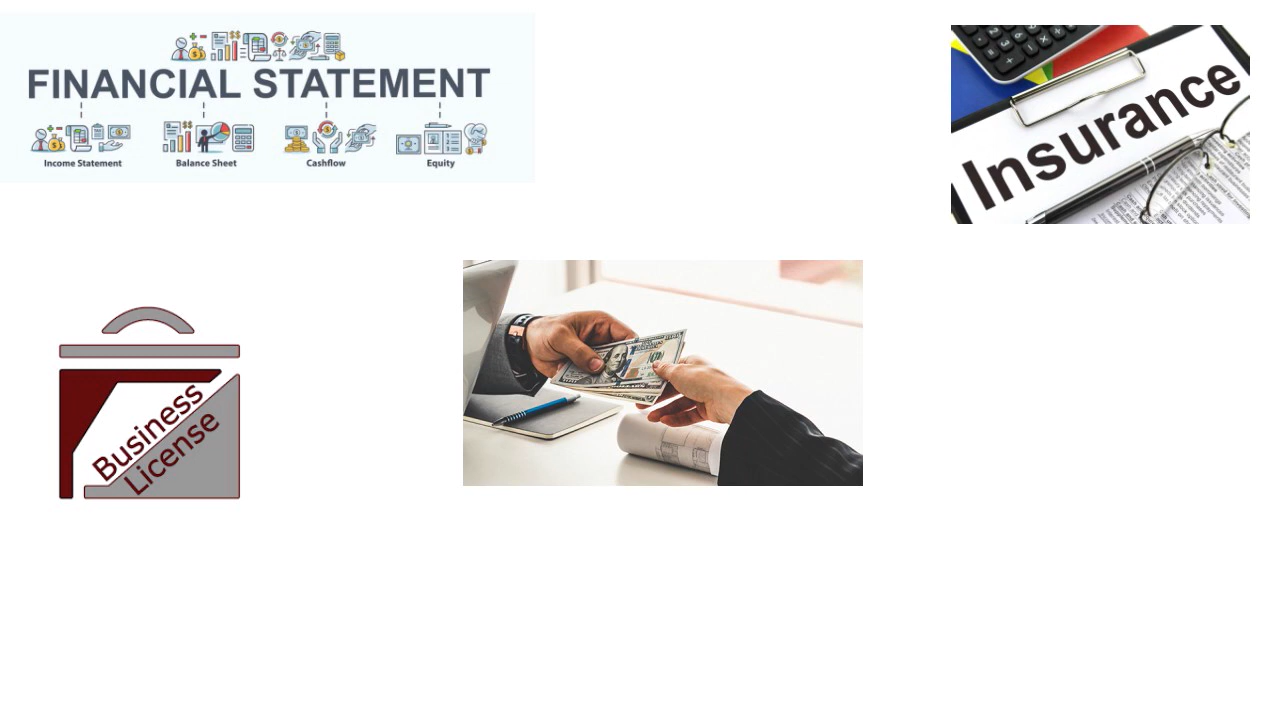 FINANCIAL STATEMENT
Income Statement
Balance Sheet
Cashflow
Equity
Insurance
Business
License